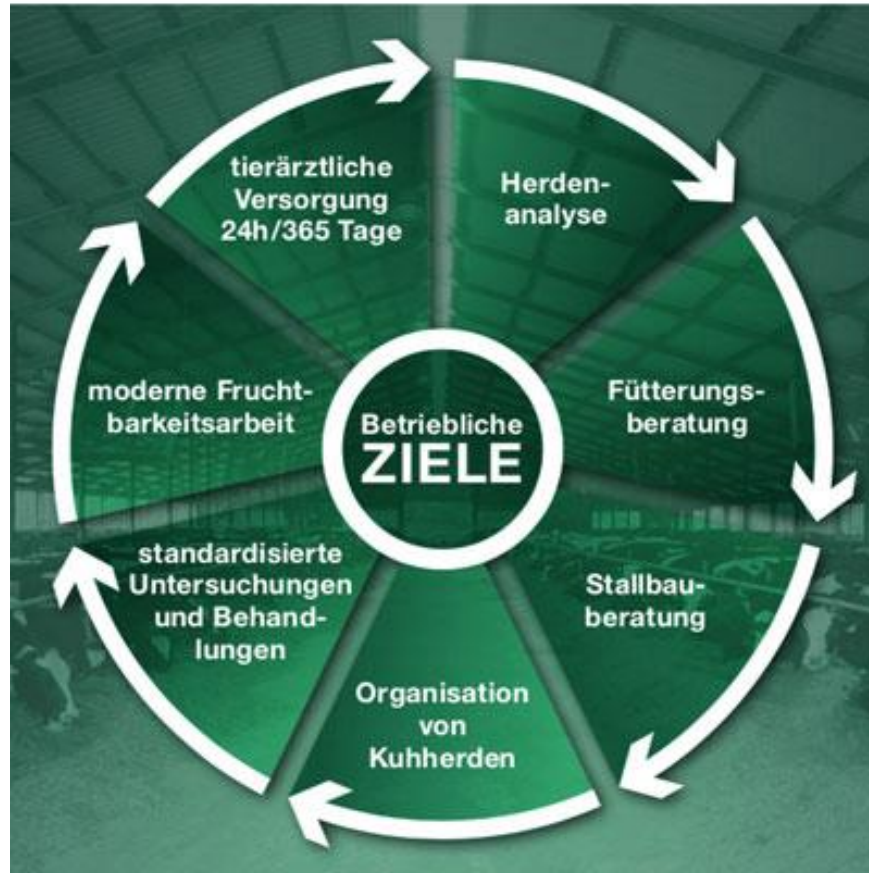 tierärztliche
Versorgung
24h/365 Tage
Herden-
analyse
Fütterungs-
beratung
Stallbau-
beratung
Organisation
von
Kuhherden
standardisierte
Untersuchungen
und Behand-
lungen
moderne Frucht-
barkeitsarbeit
Betriebliche
ZIELE